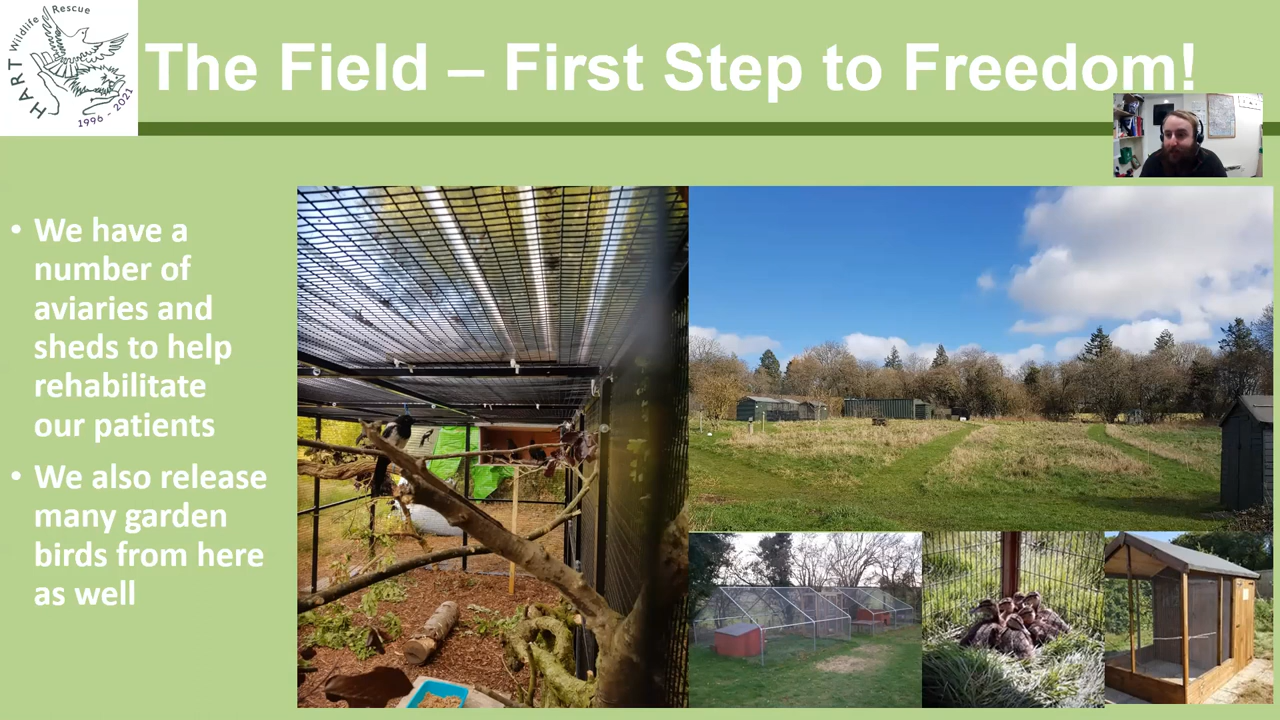 HART Wildlife Rescue
1996 - 2021
The Field – First Step to Freedom!
• We have a
number of
aviaries and
sheds to help
rehabilitate
our patients
• We also release
many garden
birds from here
as well